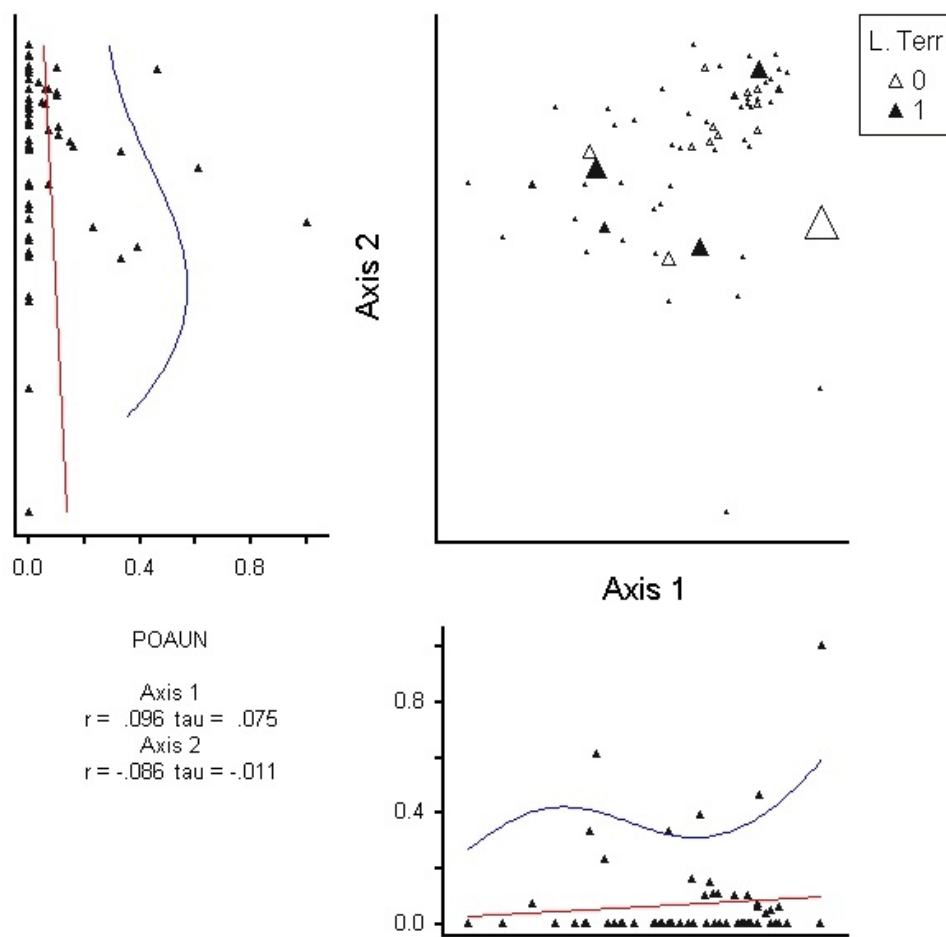 L. Terr
0
1
Axis 2
0.0 0.4 0.8
Axis 1
POAUN
Axis 1
r = .096 tau = .075
Axis 2
r = -.086 tau = -.011
0.8
0.4
0.0